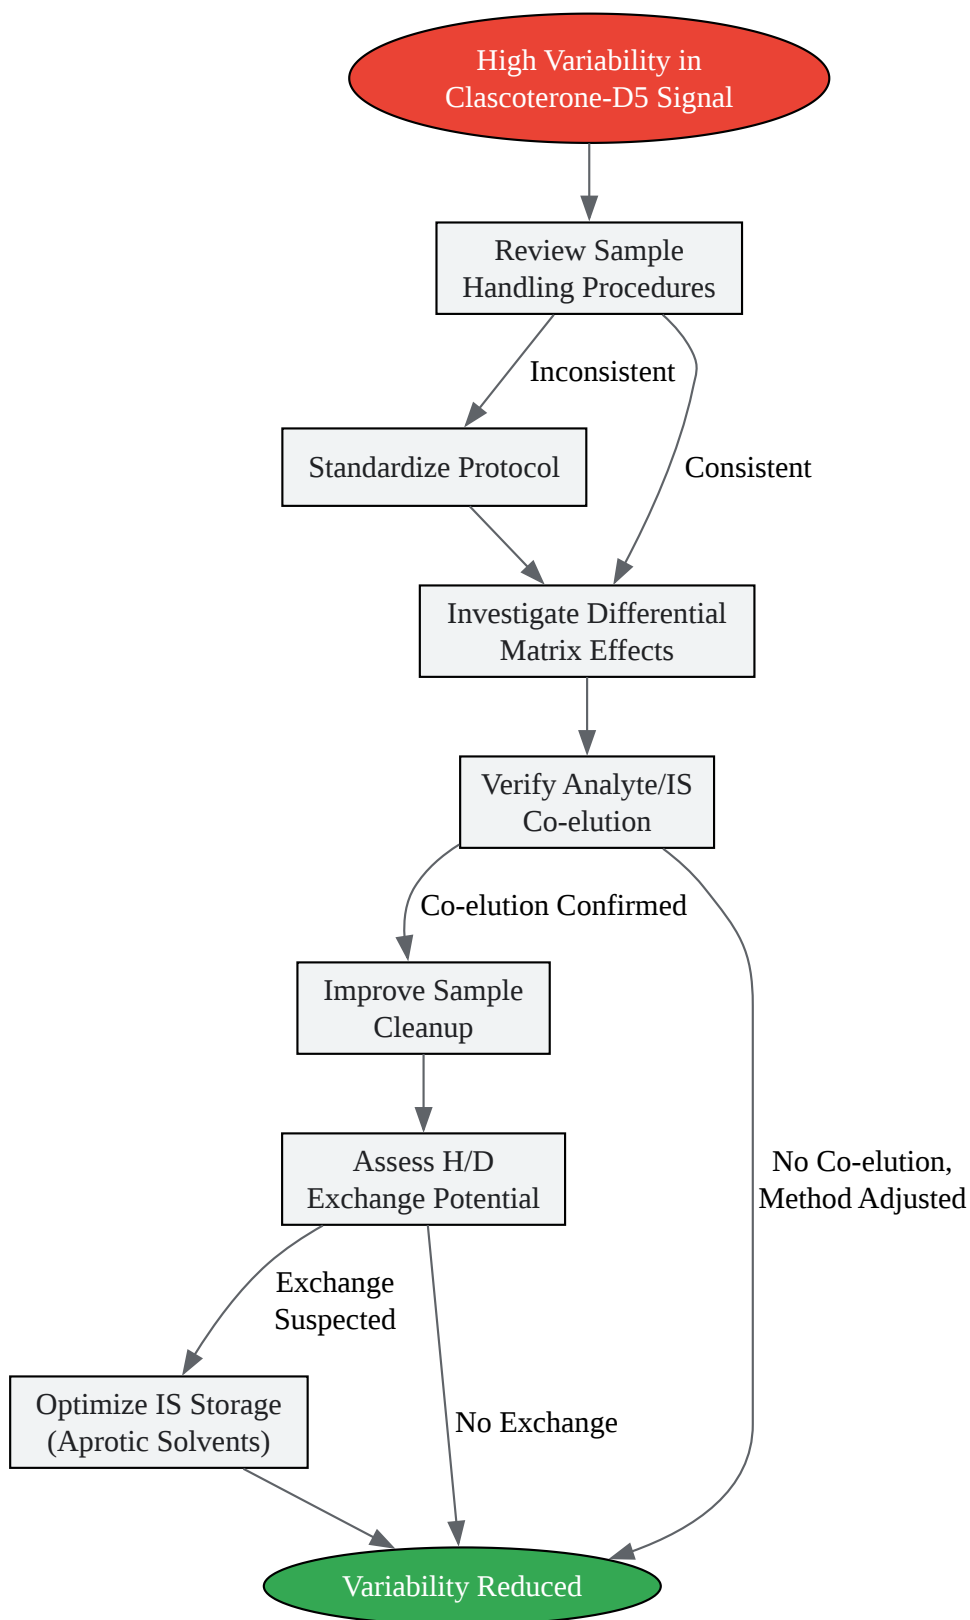 High Variability in
Clascoterone-D5 Signal
Review Sample
Handling Procedures
Inconsistent
Standardize Protocol
Consistent
Investigate Differential
Matrix Effects
Verify Analyte/IS
Co-elution
Co-elution Confirmed
Improve Sample
Cleanup
Assess H/D
Exchange Potential
No Co-elution,
Method Adjusted
Exchange
Suspected
Optimize IS Storage
(Aprotic Solvents)
No Exchange
Variability Reduced